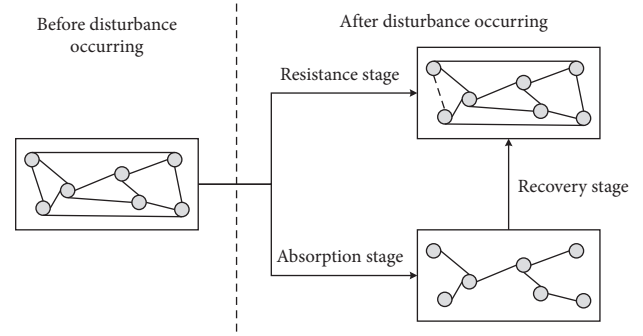 Before disturbance
occurring
After disturbance occurring
Resistance stage
Recovery stage
Absorption stage